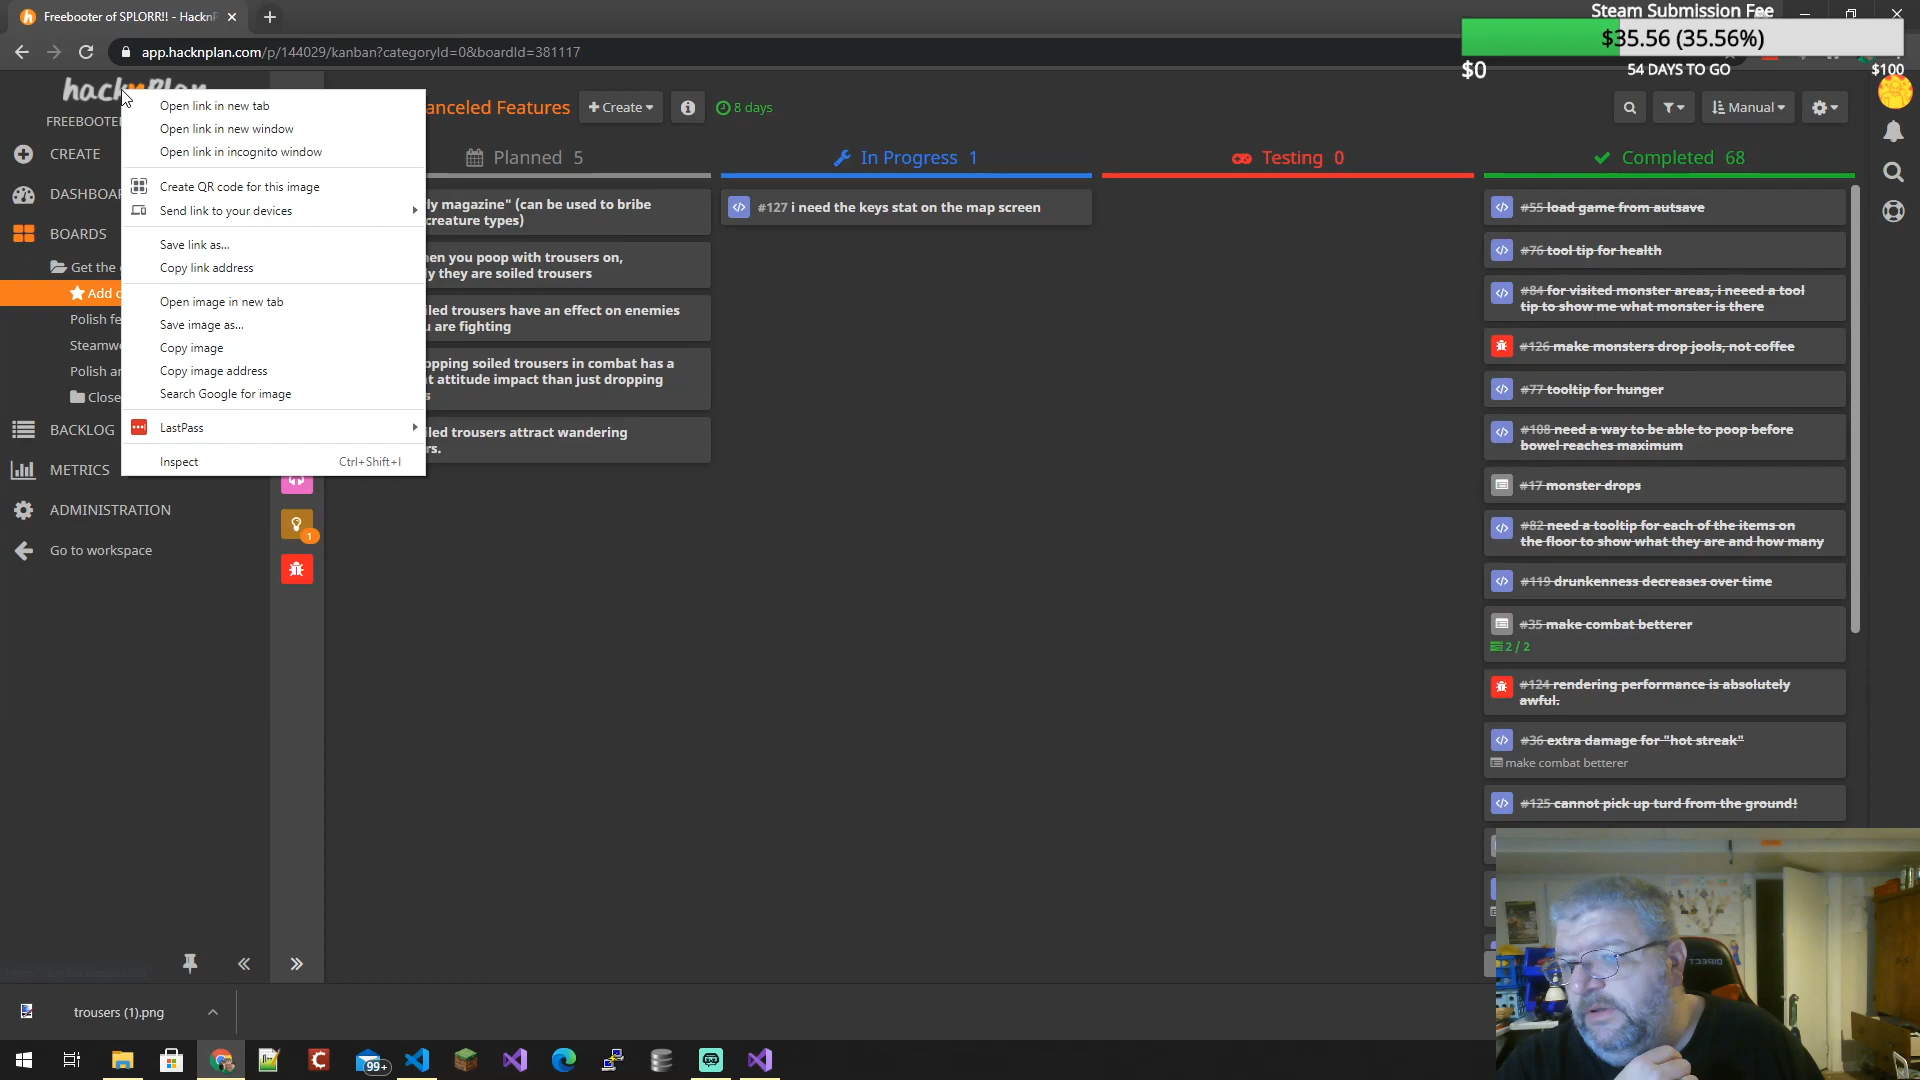 Freebooter of SPLORR!! - HacknP
Steam Submission Fee
$35.56 (35.56%)
$0
54 DAYS TO GO
$100
app.hacknplan.com/p/144029/kanban?categoryId=0&boardId=381117
hacknPlan
FREEBOOTER
CREATE
DASHBOAR
BOARDS
Get the
Add c
Polish fe
Steamwo
Polish an
Close
BACKLOG
METRICS
ADMINISTRATION
Go to workspace
Open link in new tab
Open link in new window
Open link in incognito window
Create QR code for this image
Send link to your devices
Save link as...
Copy link address
Open image in new tab
Save image as...
Copy image
Copy image address
Search Google for image
LastPass
Inspect Ctrl+Shift+I
1
anceled Features
Create
8 days
Manual
Planned 5
ly magazine" (can be used to bribe
creature types)
hen you poop with trousers on,
ly they are soiled trousers
iled trousers have an effect on enemies
u are fighting
opping soiled trousers in combat has a
nt attitude impact than just dropping
s
iled trousers attract wandering
rs.
In Progress 1
#127 i need the keys stat on the map screen
Testing 0
Completed 68
#55 load game from autsave
#76 tool tip for health
#84 for visited monster areas, i neeed a tool
tip to show me what monster is there
#126 make monsters drop jools, not coffee
#77 tooltip for hunger
#108 need a way to be able to poop before
bowel reaches maximum
#17 monster drops
#82 need a tooltip for each of the items on
the floor to show what they are and how many
#119 drunkenness decreases over time
#35 make combat betterer
2 / 2
#124 rendering performance is absolutely
awful.
#36 extra damage for "hot streak"
make combat betterer
#125 cannot pick up turd from the ground!
trousers (1).png
99+